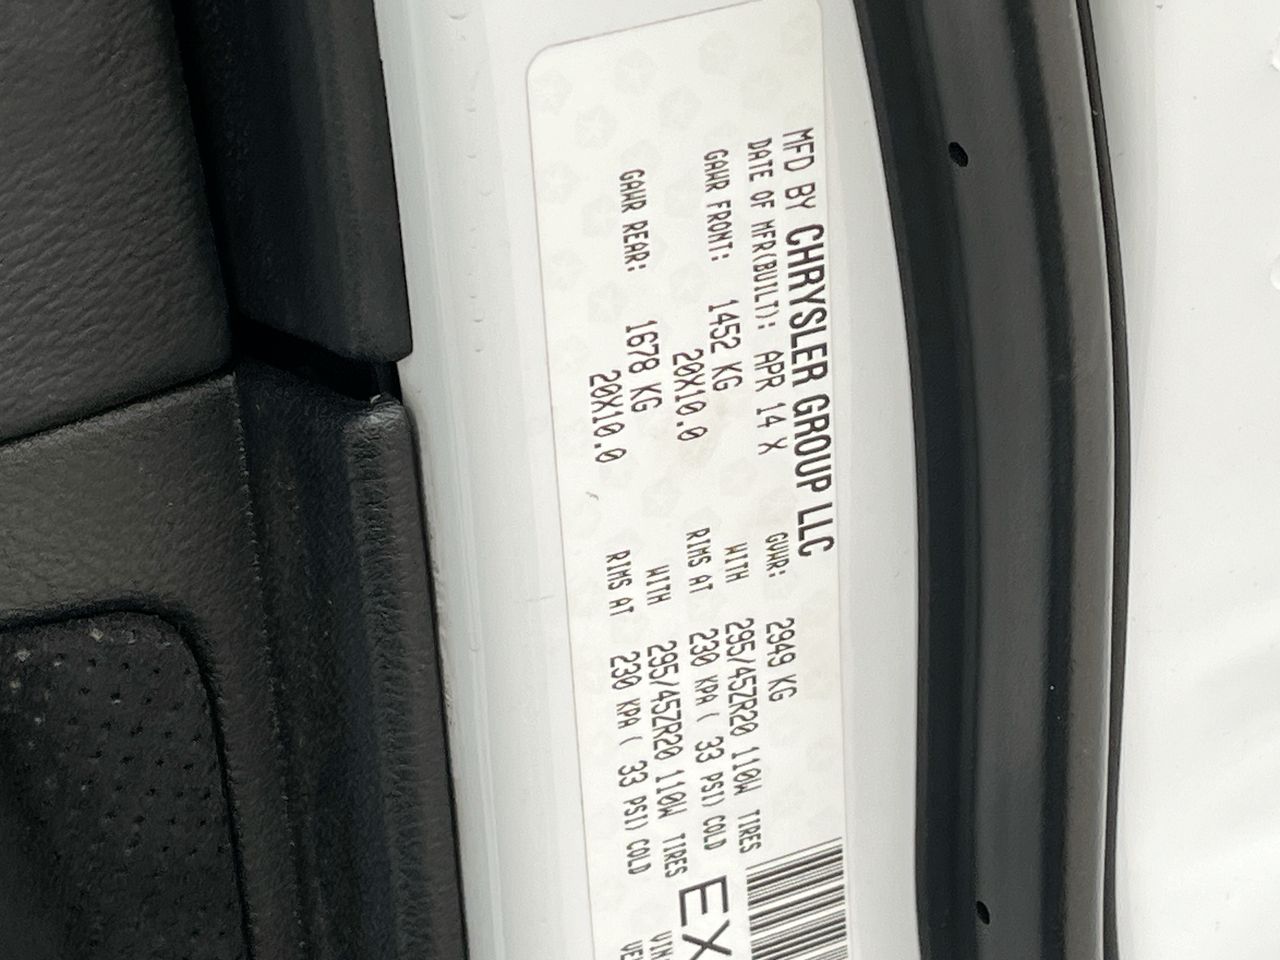 MFD BY CHRYSLER GROUP LLC
DATE OF MFR(BUILT): APR 14 X GVWR: 2949 KG
GAWR FRONT: 1452 KG WITH 295/45ZR20 110W TIRES
20X10.0 RIMS AT 230 KPA ( 33 PSI) COLD
GAWR REAR: 1678 KG WITH 295/45ZR20 110W TIRES
20X10.0 RIMS AT 230 KPA ( 33 PSI) COLD
EX
VIN
VE